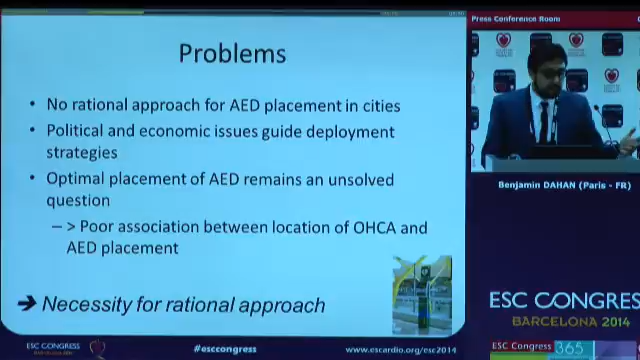 Problems
• No rational approach for AED placement in cities
• Political and economic issues guide deployment
strategies
• Optimal placement of AED remains an unsolved
question
– > Poor association between location of OHCA and
AED placement
➔ Necessity for rational approach
ESC CONGRESS
#esccongress
www.escardio.org/esc2014
Press Conference Room
Benjamin DAHAN (Paris - FR)
ESC CONGRES
BARCELONA 2014
ESC Congress
365